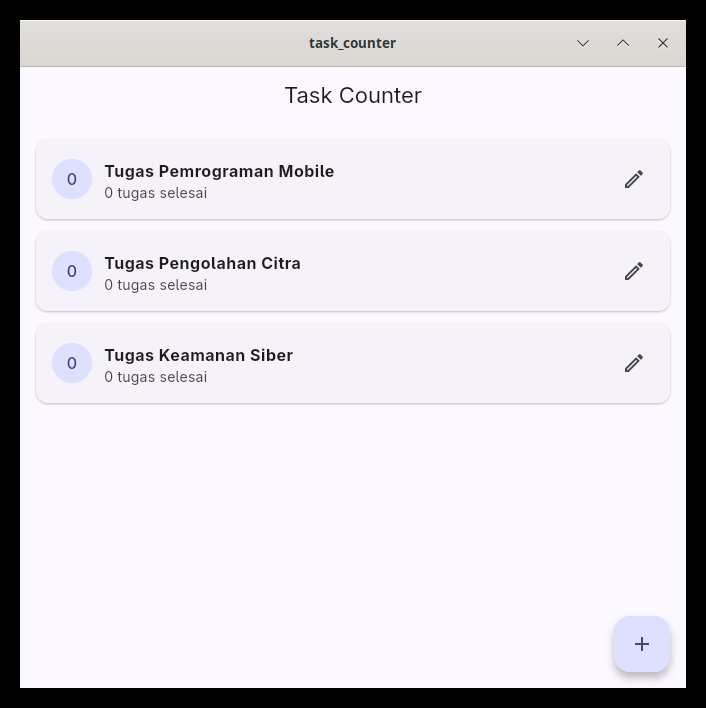 task_counter
Task Counter
0
Tugas Pemrograman Mobile
0 tugas selesai
0
Tugas Pengolahan Citra
0 tugas selesai
0
Tugas Keamanan Siber
0 tugas selesai